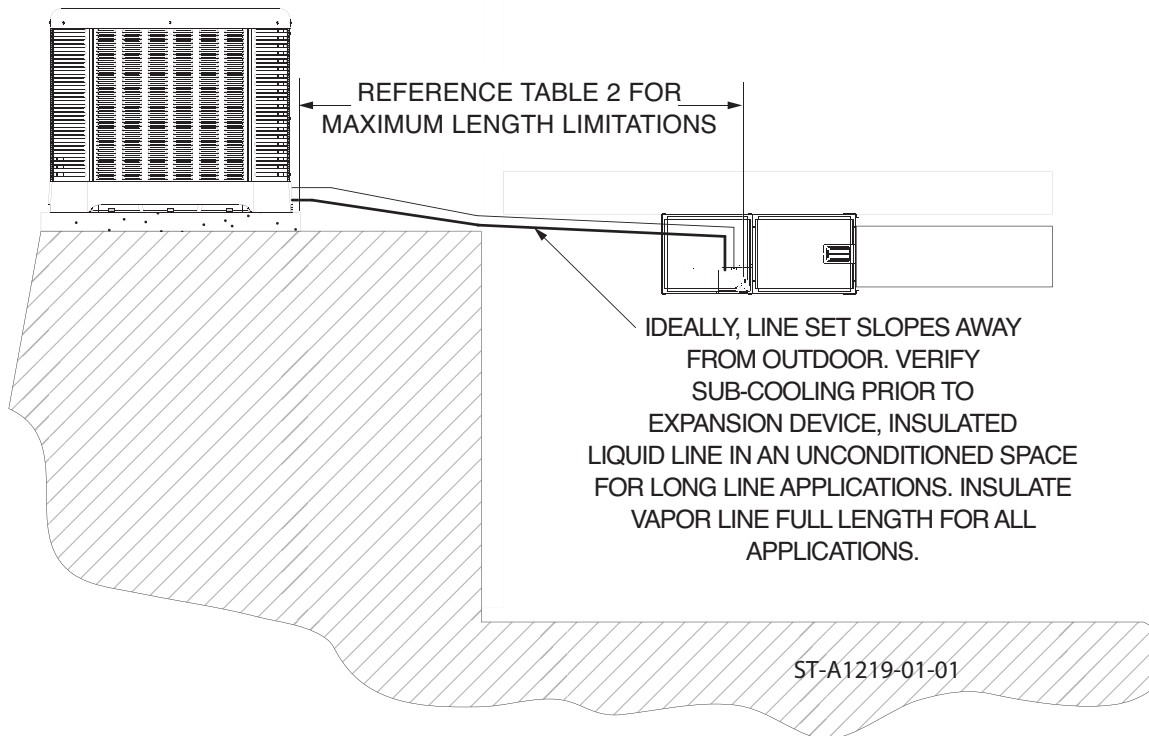 REFERENCE TABLE 2 FOR
MAXIMUM LENGTH LIMITATIONS
IDEALLY, LINE SET SLOPES AWAY
FROM OUTDOOR. VERIFY
SUB-COOLING PRIOR TO
EXPANSION DEVICE, INSULATED
LIQUID LINE IN AN UNCONDITIONED SPACE
FOR LONG LINE APPLICATIONS. INSULATE
VAPOR LINE FULL LENGTH FOR ALL
APPLICATIONS.
ST-A1219-01-01